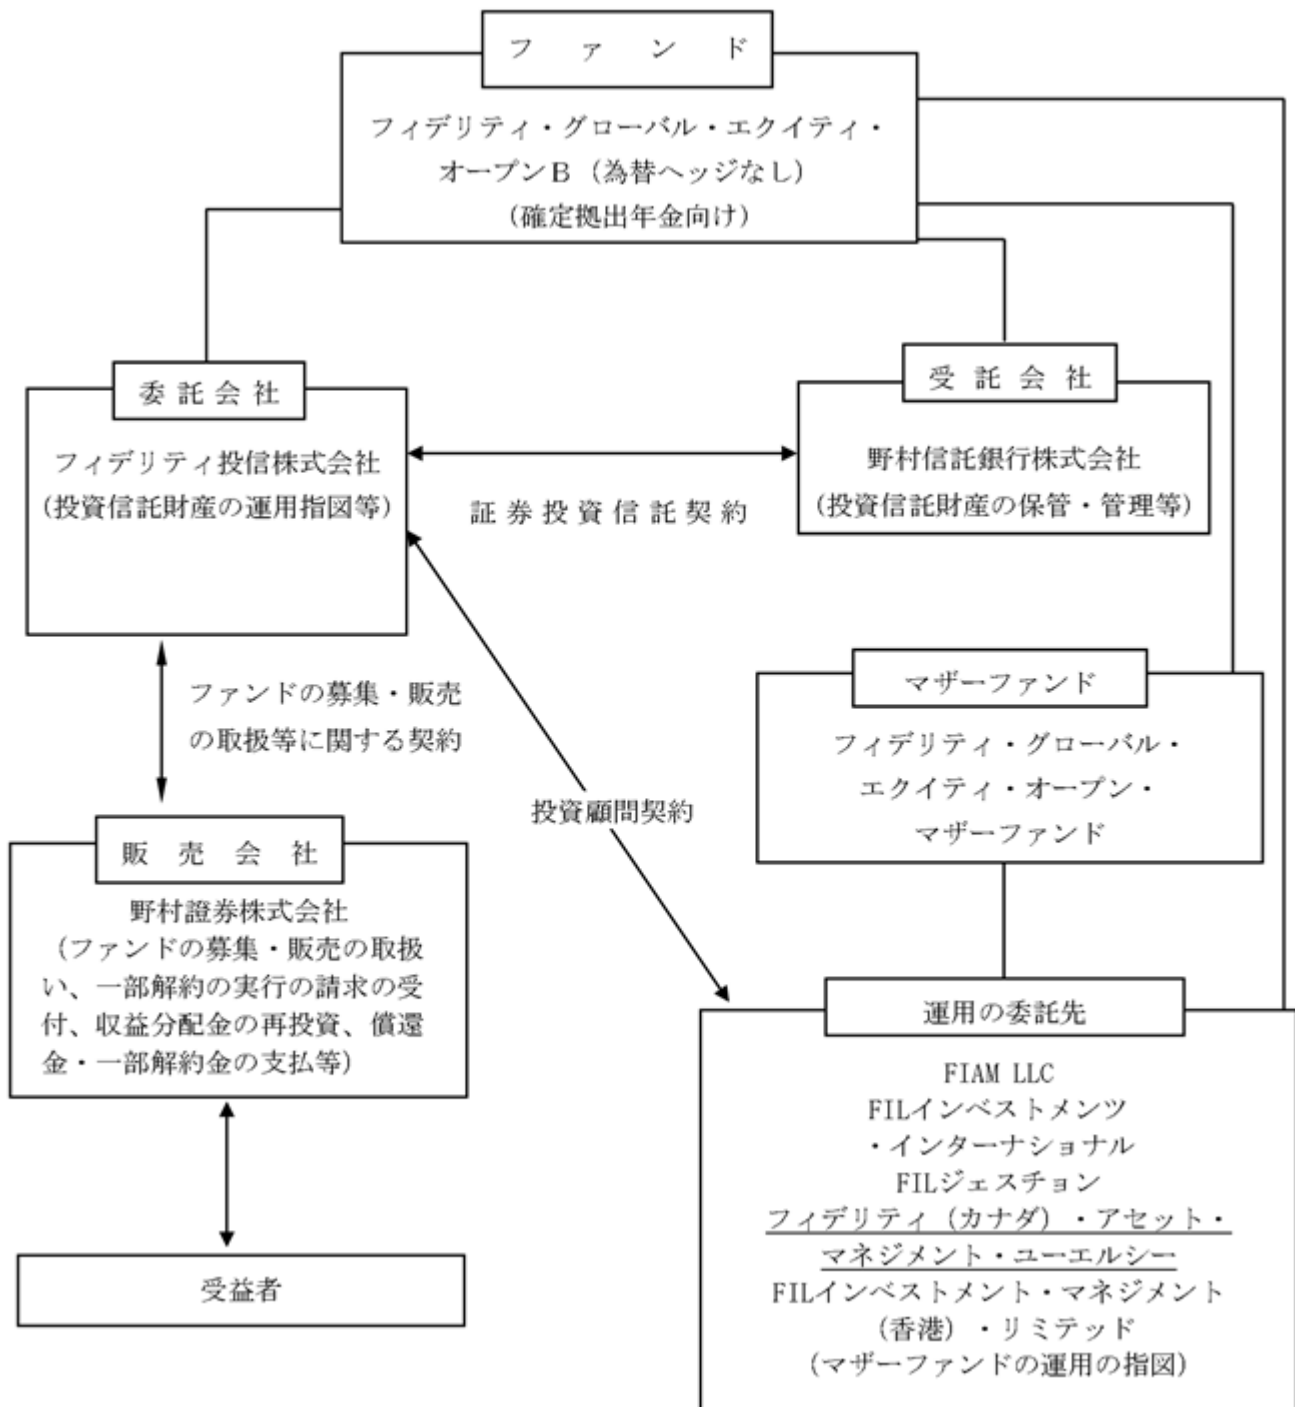 ファンド
フィデリティ・グローバル・エクイティ・
オープンB（為替ヘッジなし）
（確定拠出年金向け）
委託会社
フィデリティ投信株式会社
（投資信託財産の運用指図等）
証券投資信託契約
受託会社
野村信託銀行株式会社
（投資信託財産の保管・管理等）
ファンドの募集・販売
の取扱等に関する契約
投資顧問契約
マザーファンド
フィデリティ・グローバル・
エクイティ・オープン・
マザーファンド
販売会社
野村證券株式会社
（ファンドの募集・販売の取扱
い、一部解約の実行の請求の受
付、収益分配金の再投資、償還
金・一部解約金の支払等）
受益者
運用の委託先
FIAM LLC
FILインベストメンツ
・インターナショナル
FILジェスチョン
フィデリティ（カナダ）・アセット・
マネジメント・ユーエルシー
FILインベストメント・マネジメント
（香港）・リミテッド
（マザーファンドの運用の指図）